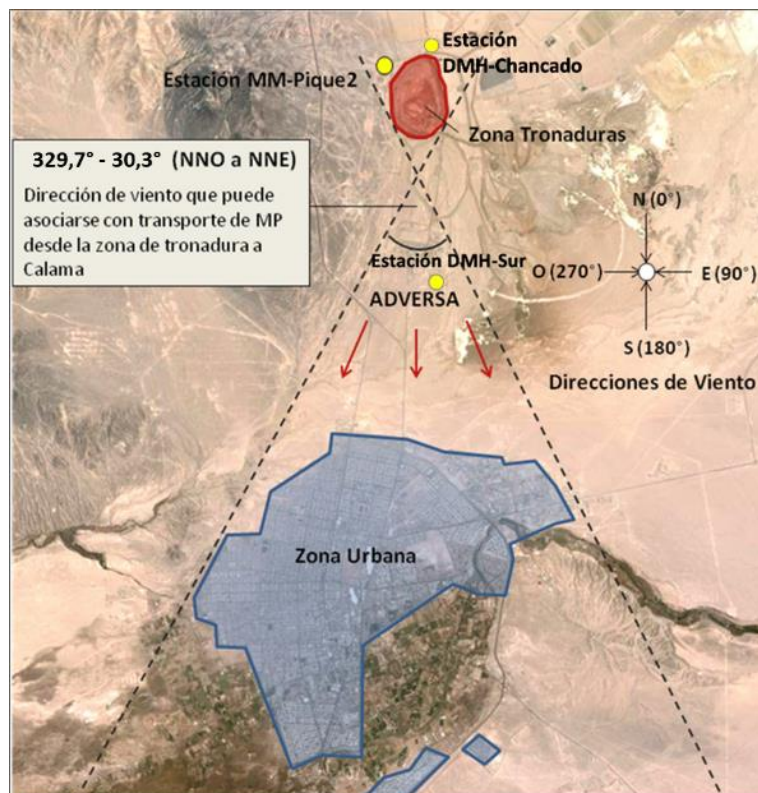 Estación
DMH-Chancado
Estación MM-Pique2
Zona Tronaduras
329,7° - 30,3° (NNO a NNE)
Dirección de viento que puede
asociarse con transporte de MP
desde la zona de tronadura a
Calama
N (0°)
Estación DMH-Sur
O (270°)
E (90°)
ADVERSA
S (180°)
Direcciones de Viento
Zona Urbana